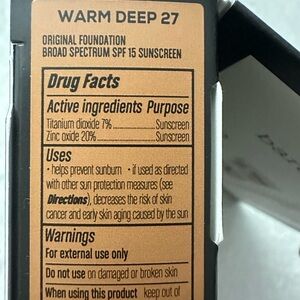 WARM DEEP 27
ORIGINAL FOUNDATION
BROAD SPECTRUM SPF 15 SUNSCREEN
Drug Facts
Active ingredients Purpose
Titanium dioxide 7%..............Sunscreen
Zinc oxide 20%..............Sunscreen
Uses
• helps prevent sunburn • if used as directed
with other sun protection measures (see
Directions), decreases the risk of skin
cancer and early skin aging caused by the sun
Warnings
For external use only
Do not use on damaged or broken skin
When using this product keep out of